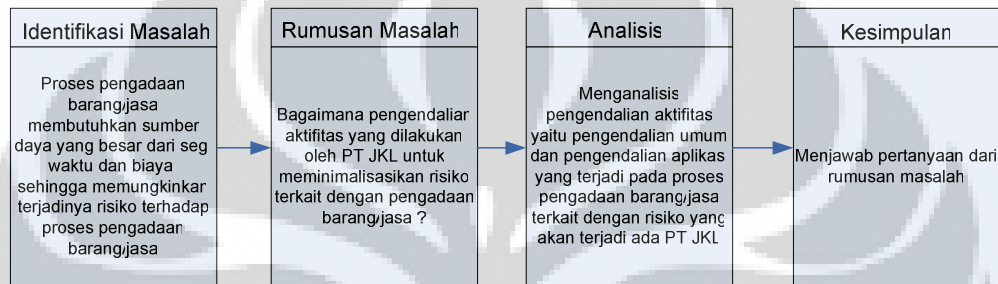 Identifikasi Masalah
Proses pengadaan
barang/jasa
membutuhkan sumber
daya yang besar dari seg
waktu dan biaya
sehingga memungkinkan
terjadinya risiko terhadap
proses pengadaan
barang/jasa
Rumusan Masalah
Bagaimana pengendalian
aktifitas yang dilakukan
oleh PT JKL untuk
meminimalisasikan risiko
terkait dengan pengadaan
barang/jasa ?
Analisis
Menganalisis
pengendalian aktifitas
yaitu pengendalian umum
dan pengendalian aplikas
yang terjadi pada proses
pengadaan barang/jasa
terkait dengan risiko yang
akan terjadi ada PT JKL
Kesimpulan
Menjawab pertanyaan dari
rumusan masalah